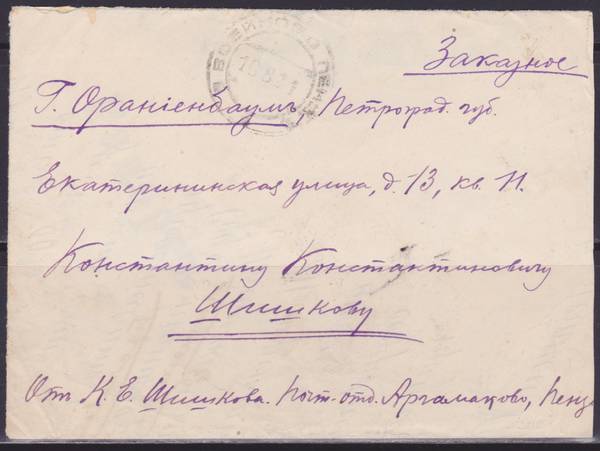 Заказное
Г. Ораніенбаумъ, Петроград. губ.
Екатерининская улица, д. 13, кв. 11.
Константину Константиновичу
Шишкову
Отъ К. Е. Шишкова. Почт.-отд. Аргамаково, Пенз